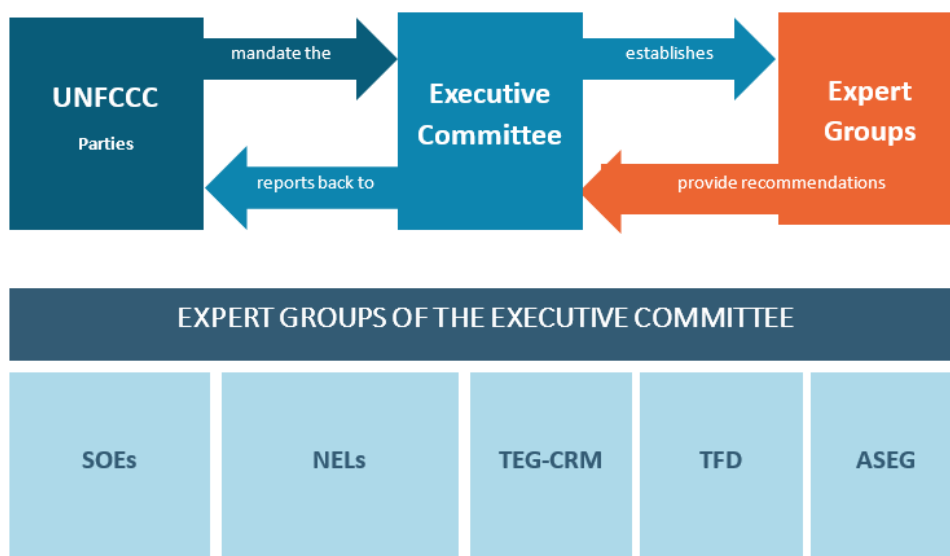 UNFCCC
Parties
mandate the
reports back to
Executive
Committee
establishes
provide recommendations
Expert
Groups
EXPERT GROUPS OF THE EXECUTIVE COMMITTEE
SOEs
NELs
TEG-CRM
TFD
ASEG